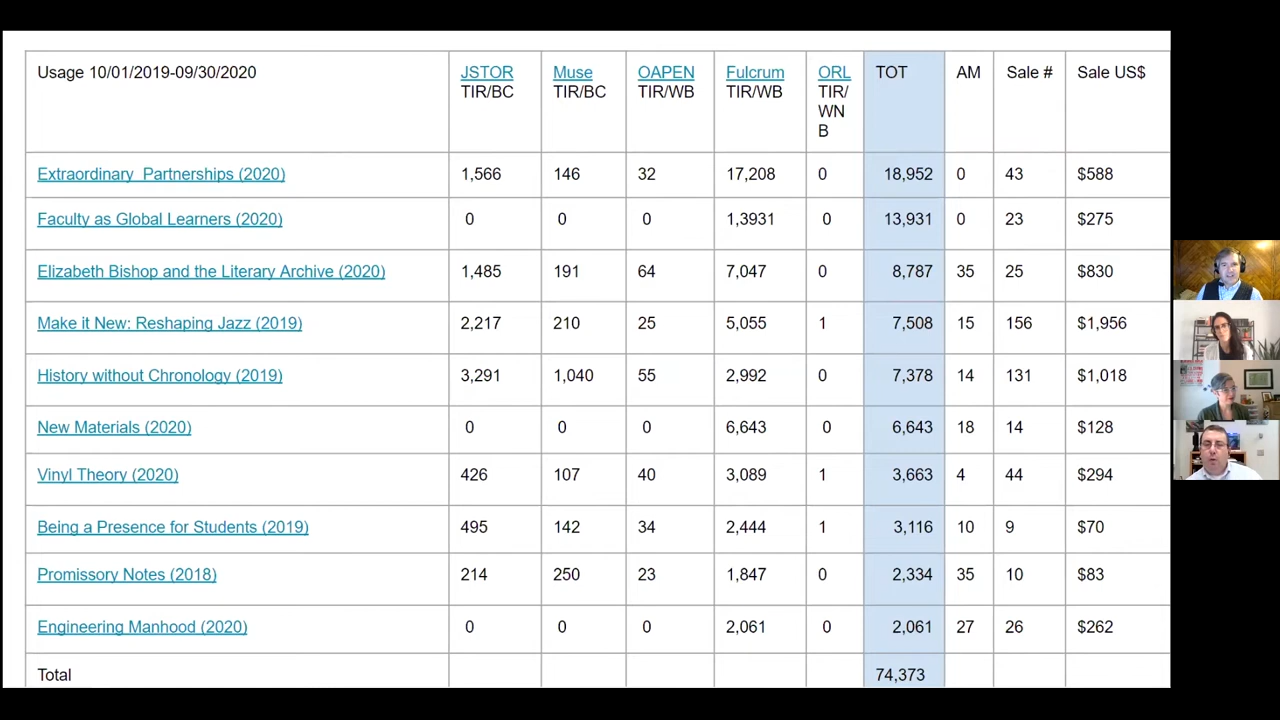 Usage 10/01/2019-09/30/2020 JSTOR TIR/BC Muse TIR/BC OAPEN TIR/WB Fulcrum TIR/WB ORL TIR/ WN B TOT AM Sale # Sale US$
Extraordinary Partnerships (2020) 1,566 146 32 17,208 0 18,952 0 43 $588
Faculty as Global Learners (2020) 0 0 0 1,3931 0 13,931 0 23 $275
Elizabeth Bishop and the Literary Archive (2020) 1,485 191 64 7,047 0 8,787 35 25 $830
Make it New: Reshaping Jazz (2019) 2,217 210 25 5,055 1 7,508 15 156 $1,956
History without Chronology (2019) 3,291 1,040 55 2,992 0 7,378 14 131 $1,018
New Materials (2020) 0 0 0 6,643 0 6,643 18 14 $128
Vinyl Theory (2020) 426 107 40 3,089 1 3,663 4 44 $294
Being a Presence for Students (2019) 495 142 34 2,444 1 3,116 10 9 $70
Promissory Notes (2018) 214 250 23 1,847 0 2,334 35 10 $83
Engineering Manhood (2020) 0 0 0 2,061 0 2,061 27 26 $262
Total 74,373